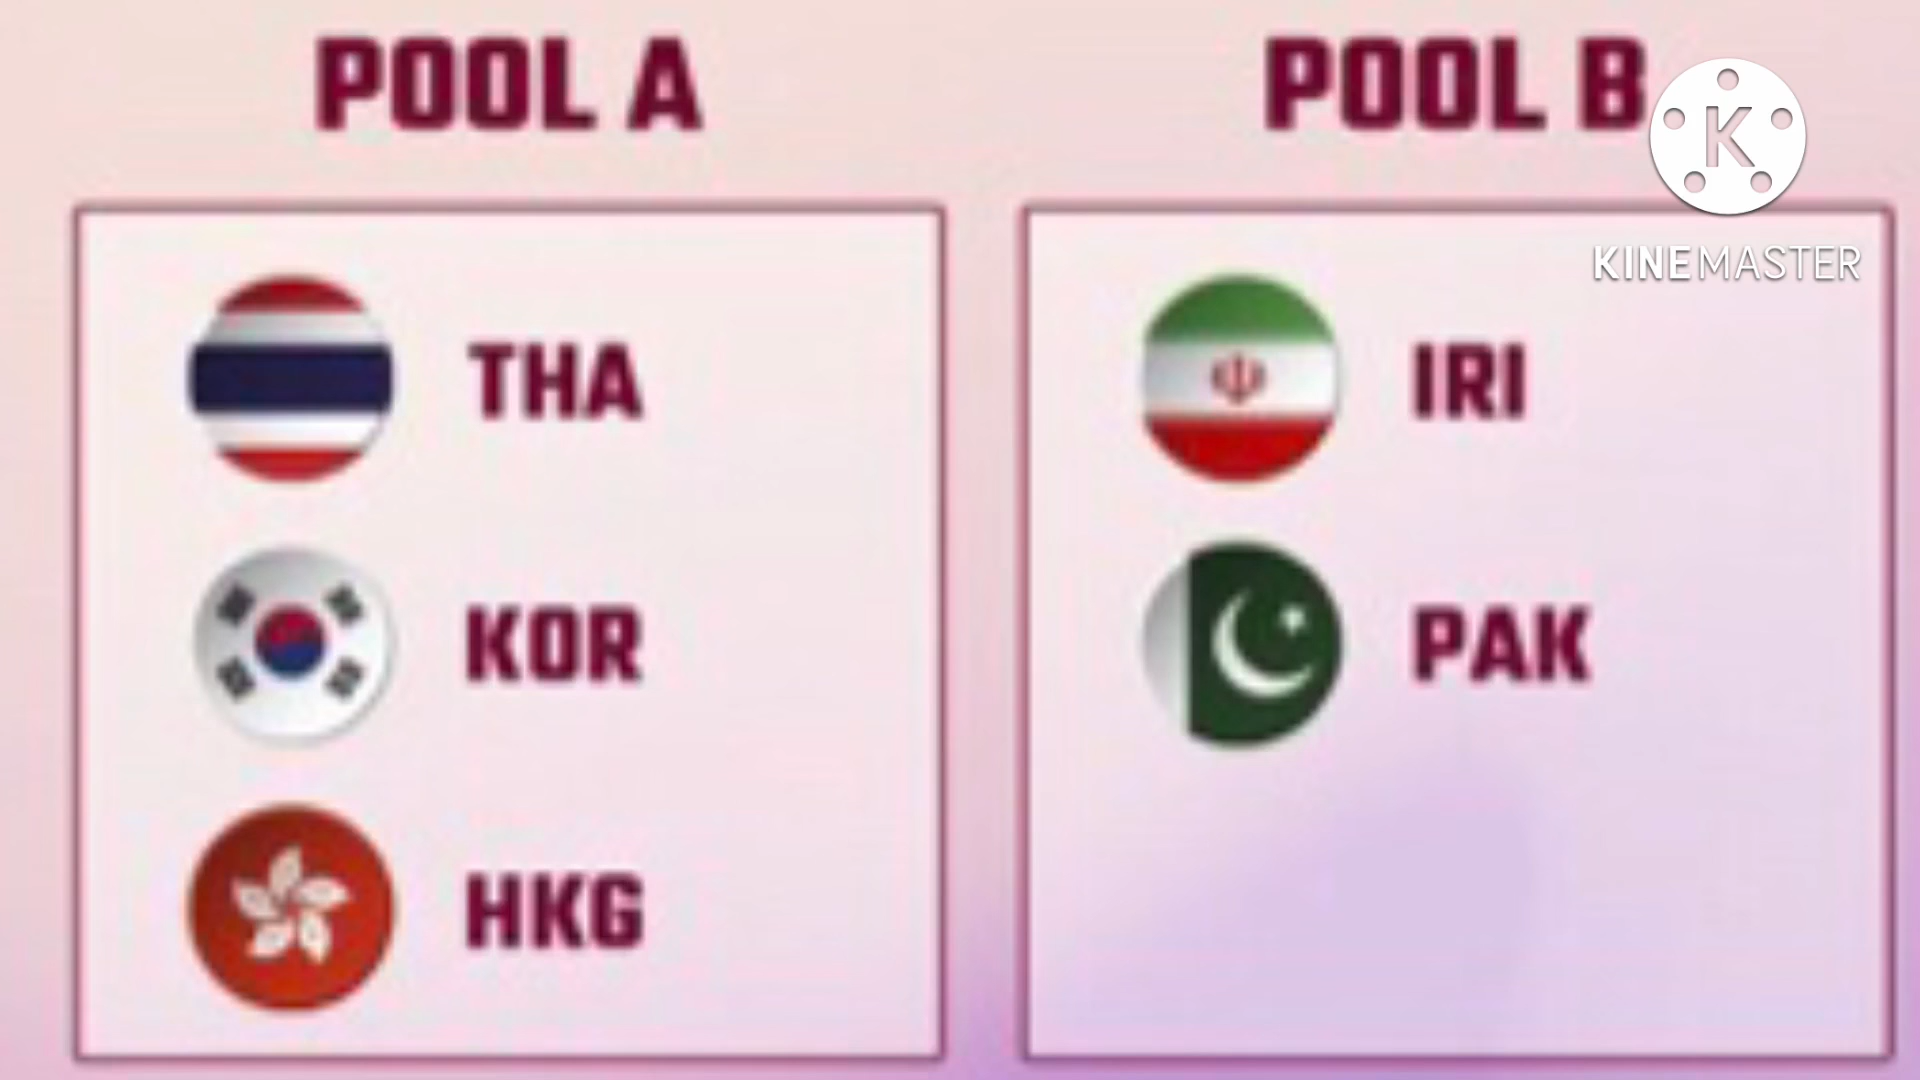 POOL A
THA
KOR
HKG
POOL B
IRI
PAK
K
KINEMASTER